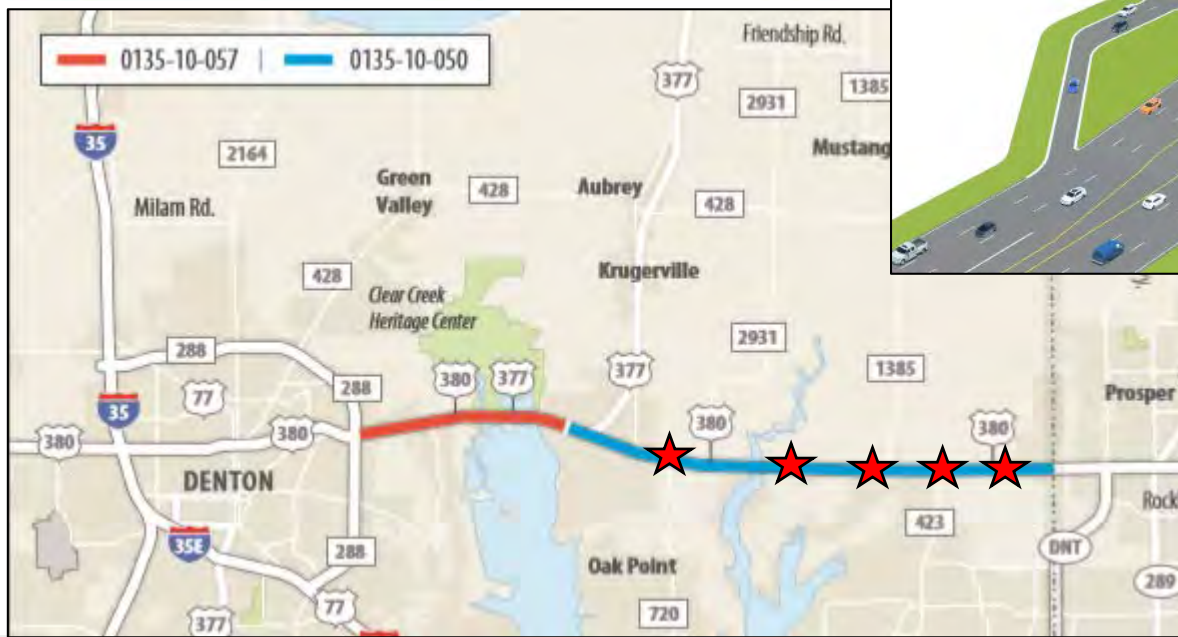 0135-10-057 | 0135-10-050
Friendship Rd.
377
1385
2931
35
2164
Mustang
Green
Valley
428
Aubrey
428
Milam Rd.
Krugerville
428
Clear Creek
Heritage Center
2931
288
377
1385
380
377
288
77
Prosper
35
380
380
380
380
DENTON
423
Rock
35E
288
DNT
Oak Point
77
289
377
720